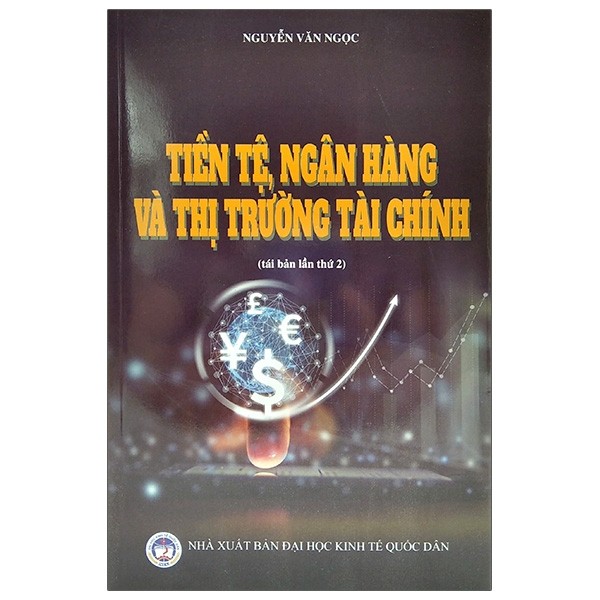 NGUYỄN VĂN NGỌC
TIỀN TỆ, NGÂN HÀNG
VÀ THỊ TRƯỜNG TÀI CHÍNH
(tái bản lần thứ 2)
£
€
¥
$
NHÀ XUẤT BẢN ĐẠI HỌC KINH TẾ QUỐC DÂN